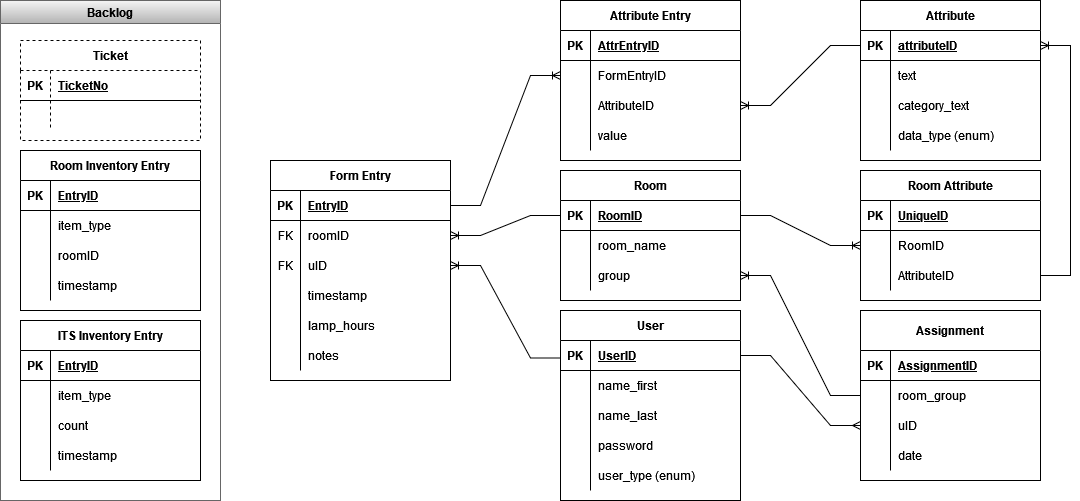 Backlog
Ticket
PK TicketNo
Room Inventory Entry
PK EntryID
item_type
roomID
timestamp
ITS Inventory Entry
PK EntryID
item_type
count
timestamp
Form Entry
PK EntryID
FK roomID
FK uID
timestamp
lamp_hours
notes
Attribute Entry
PK AttrEntryID
FormEntryID
AttributeID
value
Room
PK RoomID
room_name
group
User
PK UserID
name_first
name_last
password
user_type (enum)
Attribute
PK attributeID
text
category_text
data_type (enum)
Room Attribute
PK UniqueID
RoomID
AttributeID
Assignment
PK AssignmentID
room_group
uID
date